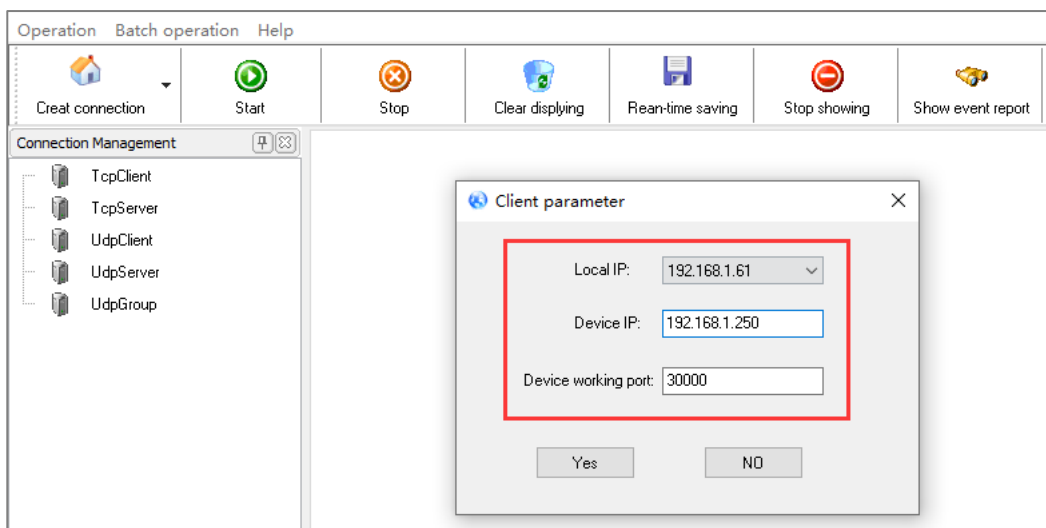 Operation Batch operation Help
Creat connection Start Stop Clear displying Rean-time saving Stop showing Show event report
Connection Management
TcpClient
TcpServer
UdpClient
UdpServer
UdpGroup
Client parameter
Local IP: 192.168.1.61
Device IP: 192.168.1.250
Device working port: 30000
Yes NO